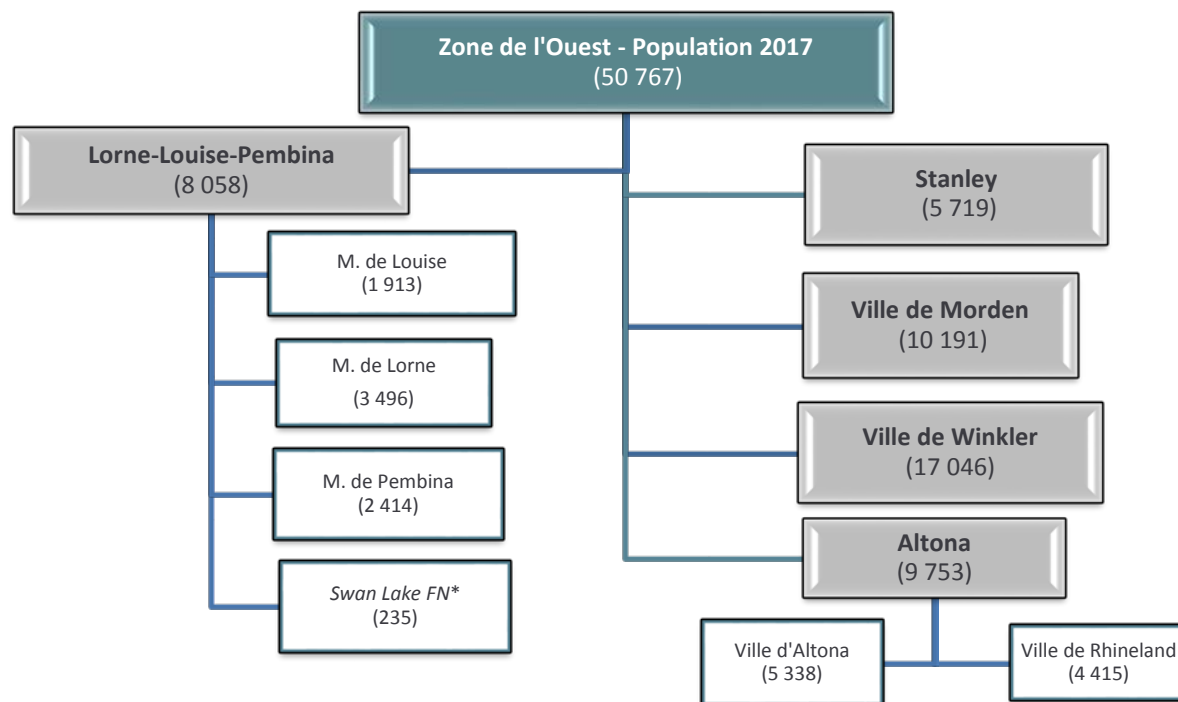 Zone de l'Ouest - Population 2017
(50 767)
Lorne-Louise-Pembina
(8 058)
M. de Louise
(1 913)
M. de Lorne
(3 496)
M. de Pembina
(2 414)
Swan Lake FN*
(235)
Stanley
(5 719)
Ville de Morden
(10 191)
Ville de Winkler
(17 046)
Altona
(9 753)
Ville d'Altona
(5 338)
Ville de Rhineland
(4 415)